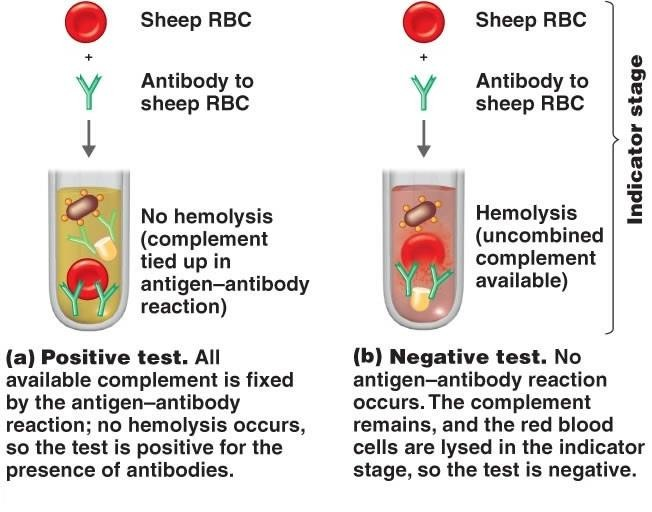 Sheep RBC
+
Antibody to
sheep RBC
No hemolysis
(complement
tied up in
antigen–antibody
reaction)
(a) Positive test. All
available complement is fixed
by the antigen–antibody
reaction; no hemolysis occurs,
so the test is positive for the
presence of antibodies.
Sheep RBC
+
Antibody to
sheep RBC
Hemolysis
(uncombined
complement
available)
(b) Negative test. No
antigen–antibody reaction
occurs. The complement
remains, and the red blood
cells are lysed in the indicator
stage, so the test is negative.
Indicator stage